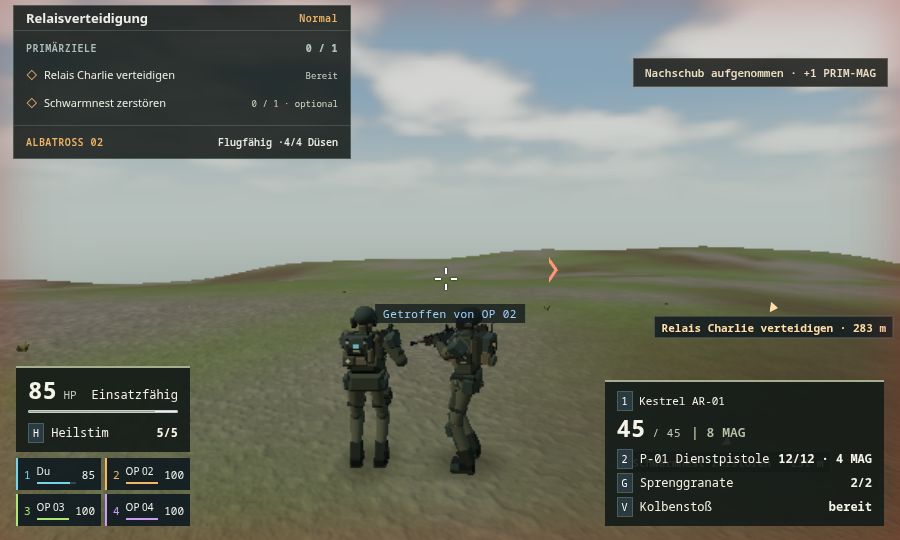 Relaisverteidigung Normal
PRIMÄRZIELE 0 / 1
Relais Charlie verteidigen Bereit
Schwarmnest zerstören 0 / 1 · optional
ALBATROSS 02 Flugfähig ·4/4 Düsen
Nachschub aufgenommen · +1 PRIM-MAG
Getroffen von OP 02
Relais Charlie verteidigen · 283 m
85 HP Einsatzfähig
H Heilstim 5/5
1 Du 85
2 OP 02 100
3 OP 03 100
4 OP 04 100
1 Kestrel AR-01
45 / 45 | 8 MAG
2 P-01 Dienstpistole 12/12 · 4 MAG
G Sprenggranate 2/2
V Kolbenstoß bereit